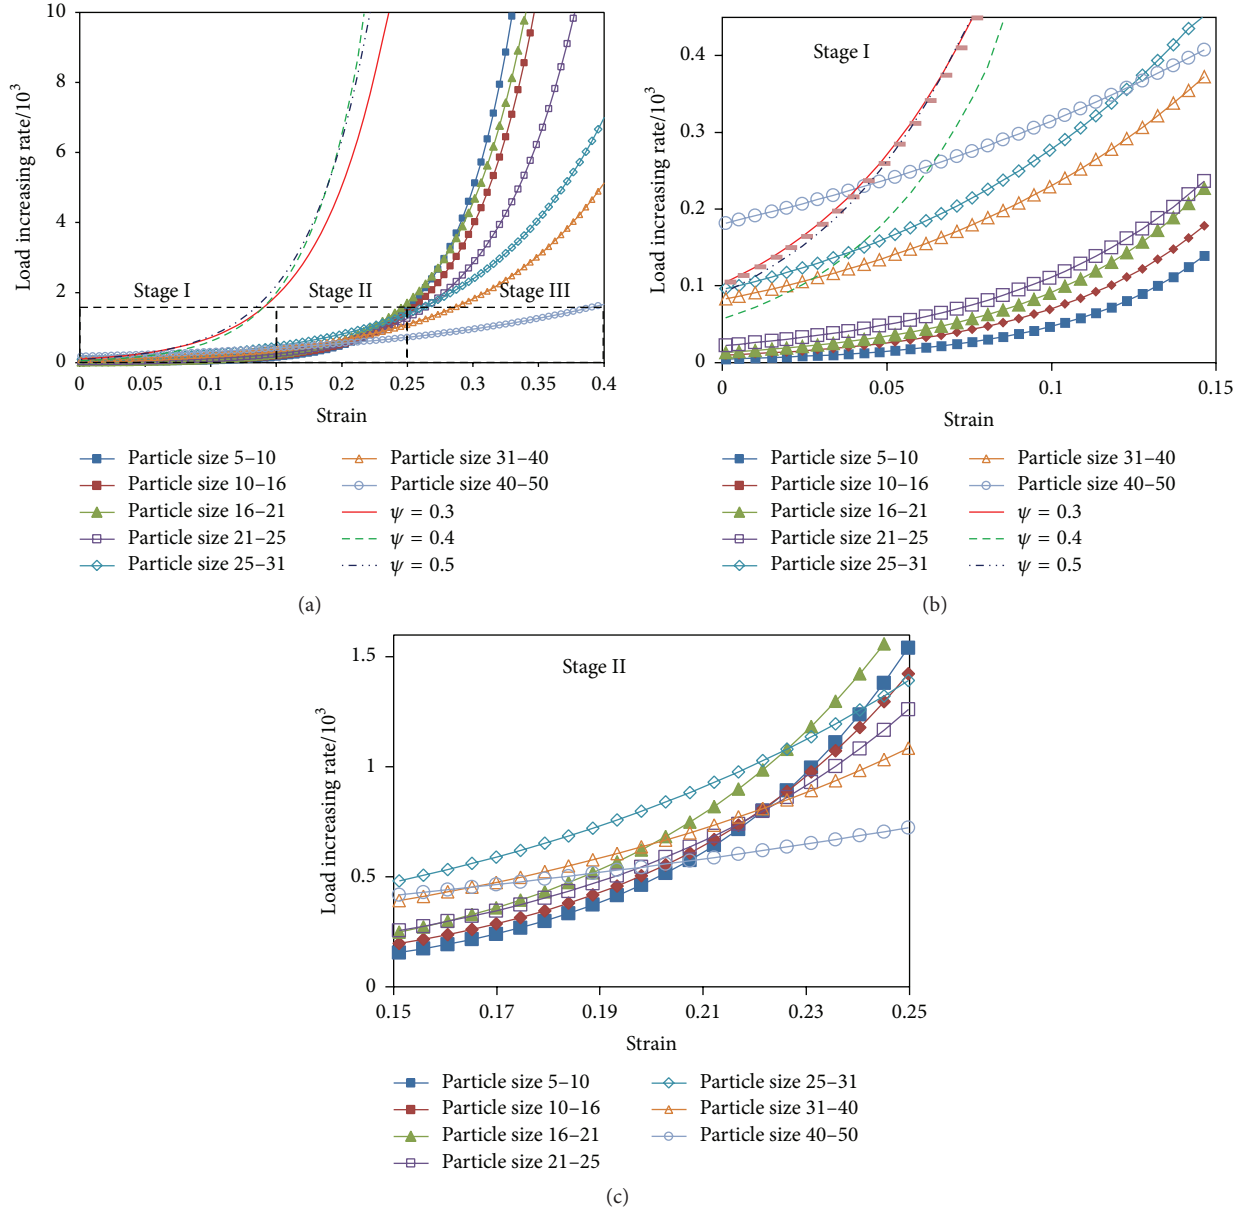 10
8
6
4
2
0
Load increasing rate/10³
Stage I
Stage II
Stage III
0 0.05 0.1 0.15 0.2 0.25 0.3 0.35 0.4
Strain
Particle size 5–10
Particle size 10–16
Particle size 16–21
Particle size 21–25
Particle size 25–31
Particle size 31–40
Particle size 40–50
ψ = 0.3
ψ = 0.4
ψ = 0.5
(a)
0.4
0.3
0.2
0.1
0
Load increasing rate/10³
Stage I
0 0.05 0.1 0.15
Strain
Particle size 5–10
Particle size 10–16
Particle size 16–21
Particle size 21–25
Particle size 25–31
Particle size 31–40
Particle size 40–50
ψ = 0.3
ψ = 0.4
ψ = 0.5
(b)
1.5
1
0.5
0
Load increasing rate/10³
Stage II
0.15 0.17 0.19 0.21 0.23 0.25
Strain
Particle size 5–10
Particle size 10–16
Particle size 16–21
Particle size 21–25
Particle size 25–31
Particle size 31–40
Particle size 40–50
(c)